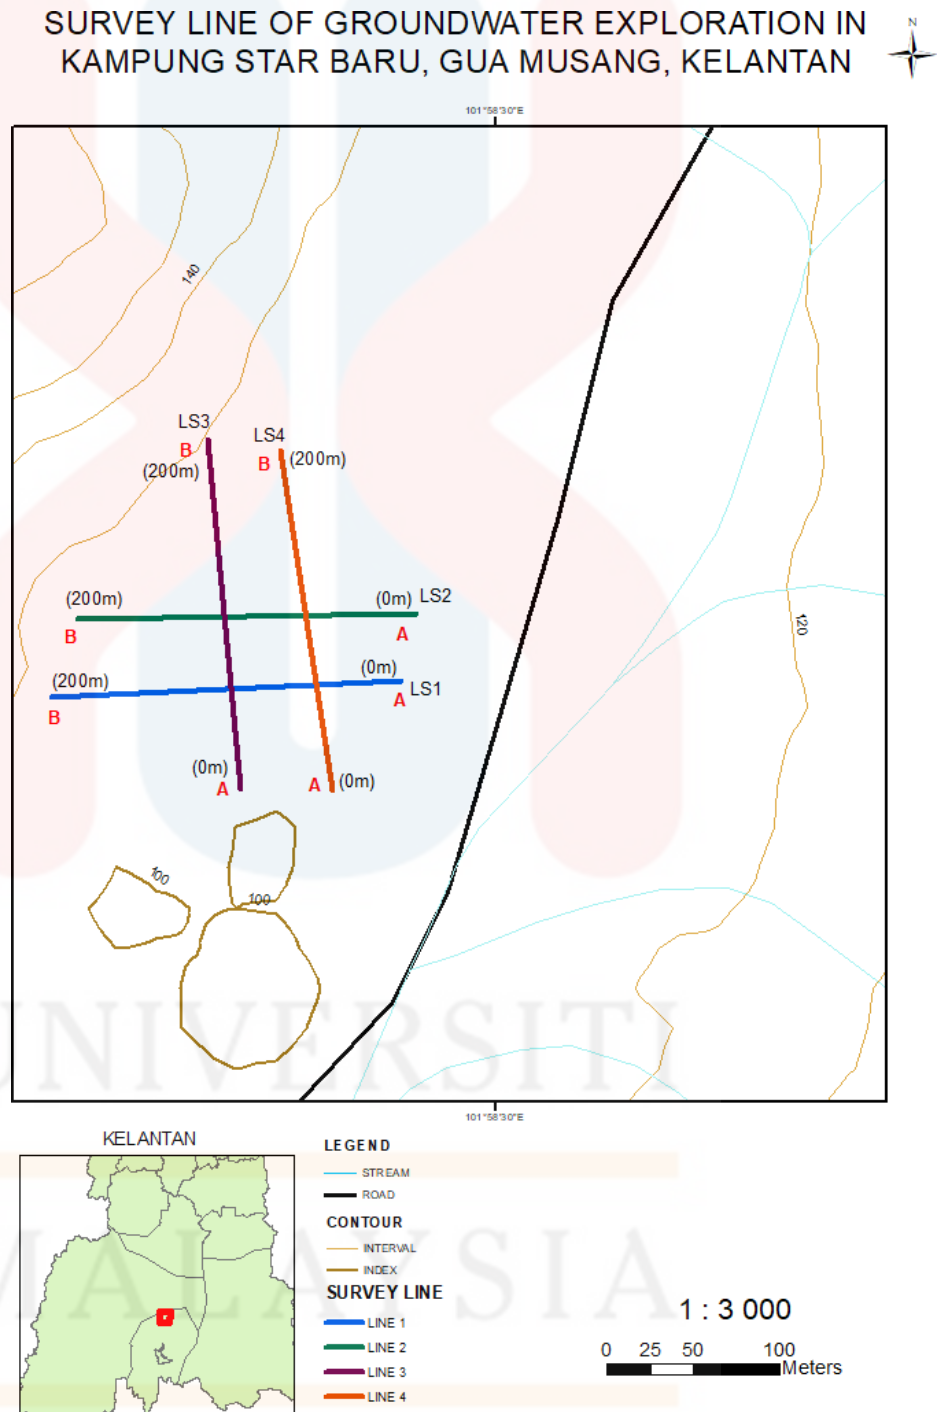 SURVEY LINE OF GROUNDWATER EXPLORATION IN
KAMPUNG STAR BARU, GUA MUSANG, KELANTAN
N
101°58'30"E
140
LS3
B
(200m)
LS4
B
(200m)
(200m)
B
(0m)
LS2
A
(200m)
B
(0m)
LS1
A
120
(0m)
A
A
(0m)
100
100
UNIVERSITI
101°58'30"E
KELANTAN
LEGEND
STREAM
ROAD
CONTOUR
INTERVAL
INDEX
SURVEY LINE
LINE 1
LINE 2
LINE 3
LINE 4
MALAYSIA
1 : 3 000
0 25 50 100
Meters